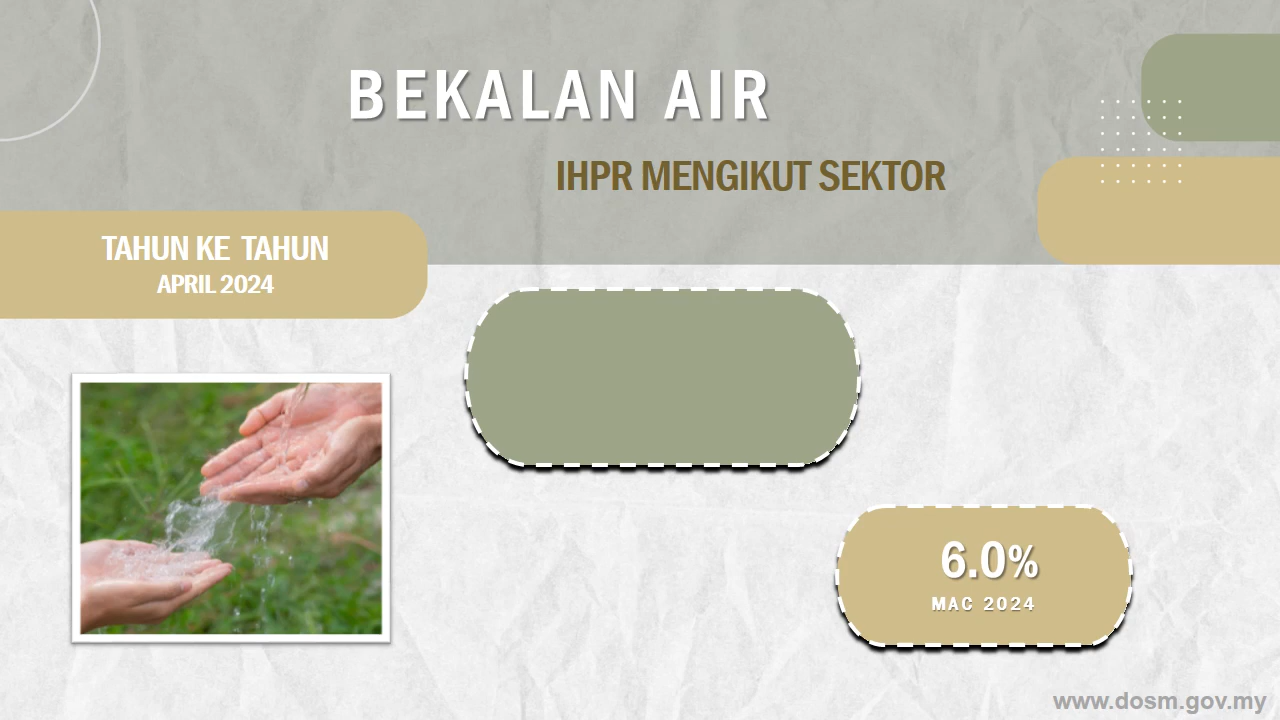 BEKALAN AIR
IHPR MENGIKUT SEKTOR
TAHUN KE TAHUN
APRIL 2024
6.0%
MAC 2024
www.dosm.gov.my